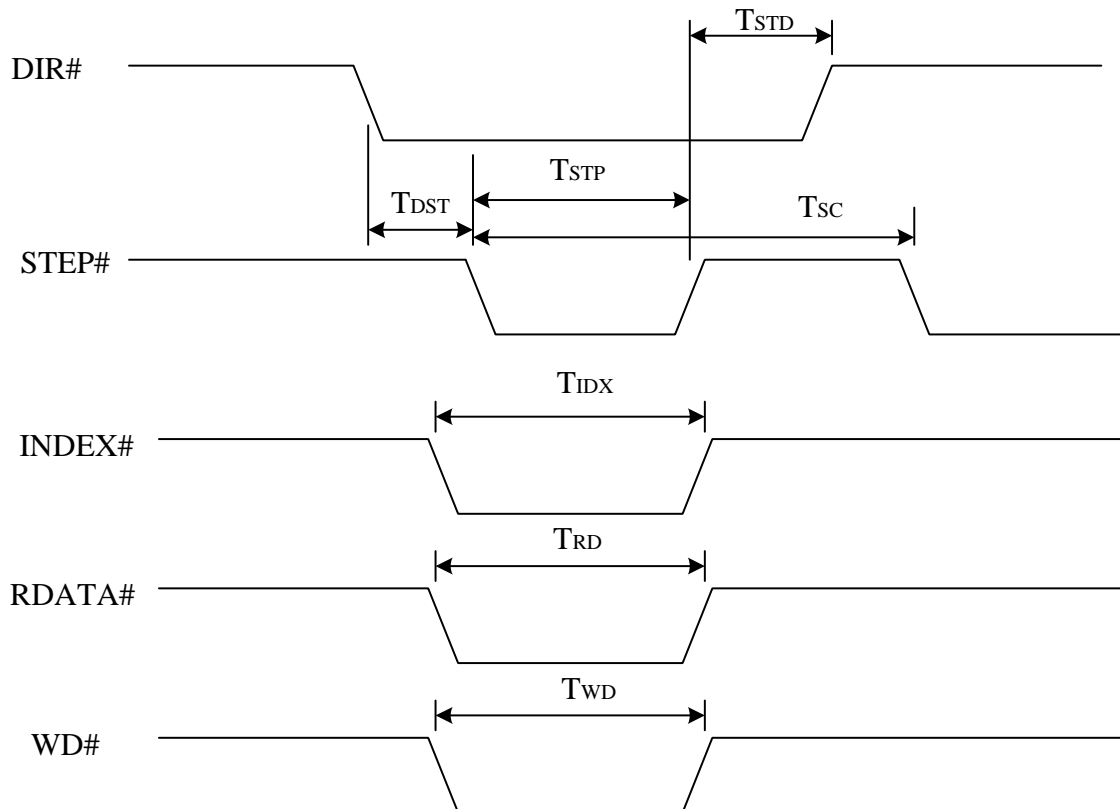 TSTD
DIR#
TSTP
TDST
TSC
STEP#
TIDX
INDEX#
TRD
RDATA#
TWD
WD#